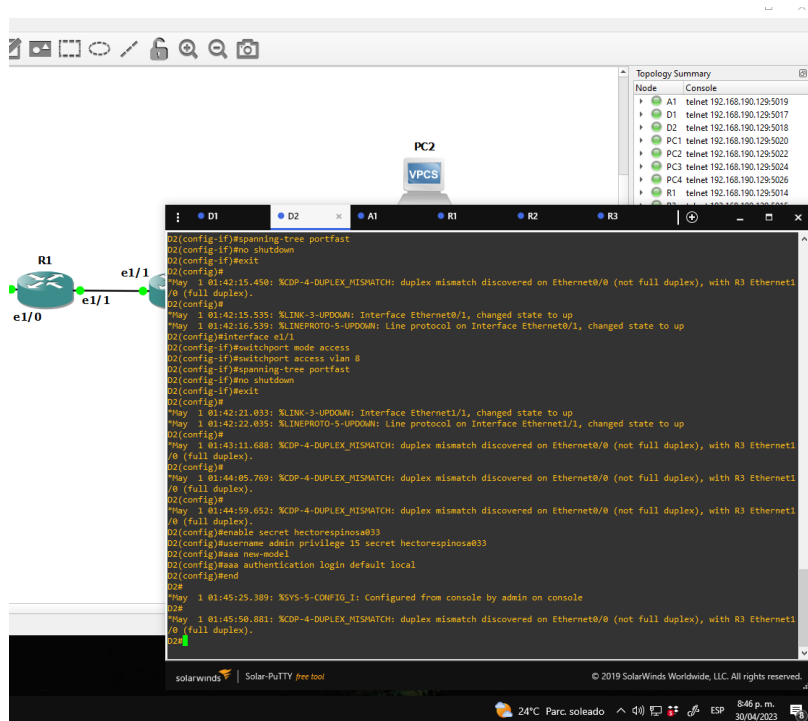 Topology Summary
Node Console
A1 telnet 192.168.190.129:5019
D1 telnet 192.168.190.129:5017
D2 telnet 192.168.190.129:5018
PC1 telnet 192.168.190.129:5020
PC2 telnet 192.168.190.129:5022
PC3 telnet 192.168.190.129:5024
PC4 telnet 192.168.190.129:5026
R1 telnet 192.168.190.129:5014
PC2
VPCS
R1
e1/1
e1/1
e1/0
D1 D2 × A1 R1 R2 R3
D2(config-if)#spanning-tree portfast
D2(config-if)#no shutdown
D2(config-if)#exit
D2(config)#
*May 1 01:42:15.450: %CDP-4-DUPLEX_MISMATCH: duplex mismatch discovered on Ethernet0/0 (not full duplex), with R3 Ethernet1
/0 (full duplex).
D2(config)#
*May 1 01:42:15.535: %LINK-3-UPDOWN: Interface Ethernet0/1, changed state to up
*May 1 01:42:16.539: %LINEPROTO-5-UPDOWN: Line protocol on Interface Ethernet0/1, changed state to up
D2(config)#interface e1/1
D2(config-if)#switchport mode access
D2(config-if)#switchport access vlan 8
D2(config-if)#spanning-tree portfast
D2(config-if)#no shutdown
D2(config-if)#exit
D2(config)#
*May 1 01:42:21.033: %LINK-3-UPDOWN: Interface Ethernet1/1, changed state to up
*May 1 01:42:22.035: %LINEPROTO-5-UPDOWN: Line protocol on Interface Ethernet1/1, changed state to up
D2(config)#
*May 1 01:43:11.688: %CDP-4-DUPLEX_MISMATCH: duplex mismatch discovered on Ethernet0/0 (not full duplex), with R3 Ethernet1
/0 (full duplex).
D2(config)#
*May 1 01:44:05.769: %CDP-4-DUPLEX_MISMATCH: duplex mismatch discovered on Ethernet0/0 (not full duplex), with R3 Ethernet1
/0 (full duplex).
D2(config)#
*May 1 01:44:59.652: %CDP-4-DUPLEX_MISMATCH: duplex mismatch discovered on Ethernet0/0 (not full duplex), with R3 Ethernet1
/0 (full duplex).
D2(config)#enable secret hectorespinosa033
D2(config)#username admin privilege 15 secret hectorespinosa033
D2(config)#aaa new-model
D2(config)#aaa authentication login default local
D2(config)#end
D2#
*May 1 01:45:25.389: %SYS-5-CONFIG_I: Configured from console by admin on console
D2#
*May 1 01:45:50.881: %CDP-4-DUPLEX_MISMATCH: duplex mismatch discovered on Ethernet0/0 (not full duplex), with R3 Ethernet1
/0 (full duplex).
D2#
solarwinds Solar-PuTTY free tool © 2019 SolarWinds Worldwide, LLC. All rights reserved.
24°C Parc. soleado ESP 8:46 p. m.
30/04/2023 8